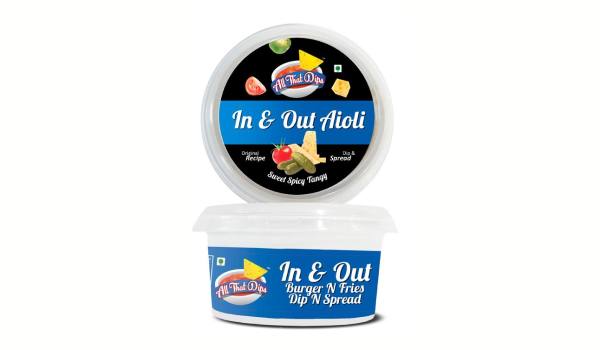 All That Dips
In & Out Aioli
Original Dip &
Recipe Spread
Sweet Spicy Tangy
All That Dips
In & Out
Burger N Fries
Dip N Spread